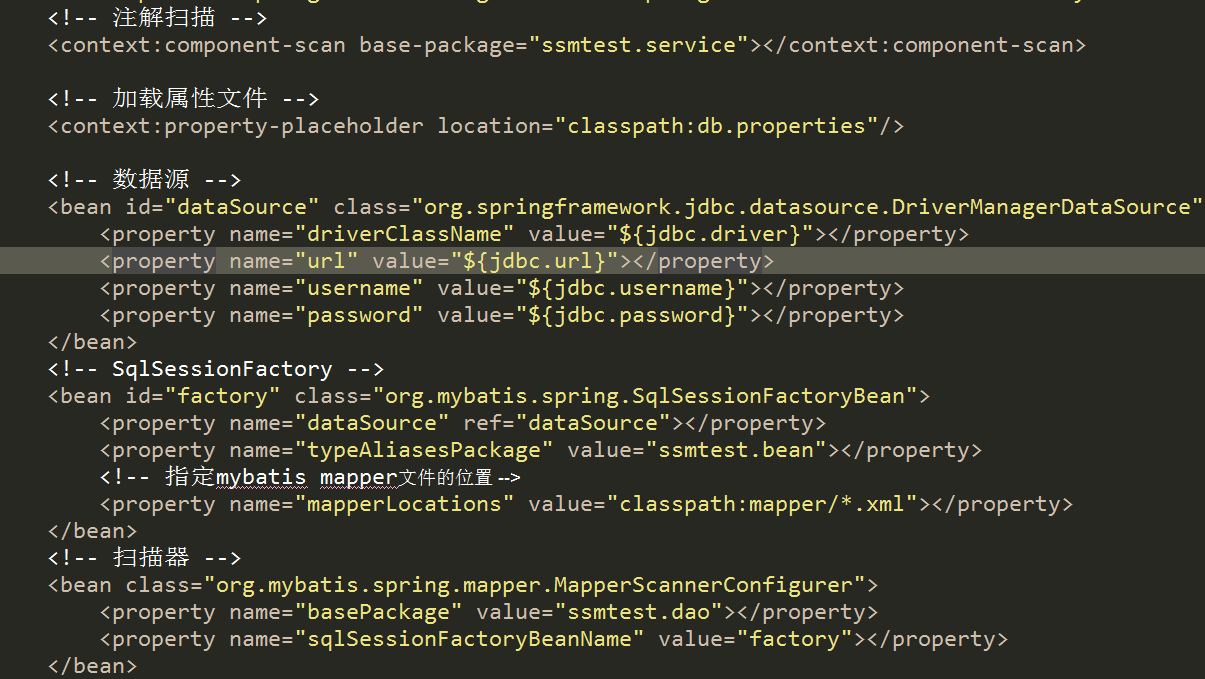 <!-- 注解扫描 -->
<context:component-scan base-package="ssmtest.service"></context:component-scan>
<!-- 加载属性文件 -->
<context:property-placeholder location="classpath:db.properties"/>
<!-- 数据源 -->
<bean id="dataSource" class="org.springframework.jdbc.datasource.DriverManagerDataSource"
<property name="driverClassName" value="${jdbc.driver}"></property>
<property name="url" value="${jdbc.url}"></property>
<property name="username" value="${jdbc.username}"></property>
<property name="password" value="${jdbc.password}"></property>
</bean>
<!-- SqlSessionFactory -->
<bean id="factory" class="org.mybatis.spring.SqlSessionFactoryBean">
<property name="dataSource" ref="dataSource"></property>
<property name="typeAliasesPackage" value="ssmtest.bean"></property>
<!-- 指定mybatis mapper文件的位置 -->
<property name="mapperLocations" value="classpath:mapper/*.xml"></property>
</bean>
<!-- 扫描器 -->
<bean class="org.mybatis.spring.mapper.MapperScannerConfigurer">
<property name="basePackage" value="ssmtest.dao"></property>
<property name="sqlSessionFactoryBeanName" value="factory"></property>
</bean>